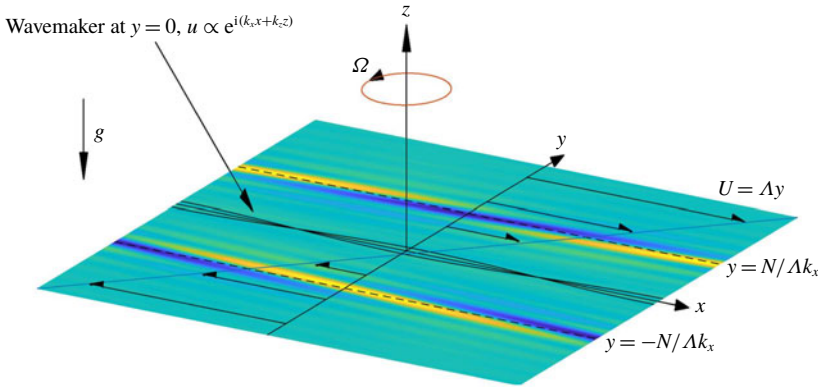 z
Wavemaker at y = 0, u ∝ e^{i(k_x x+k_z z)}
Ω
y
g
U = Λy
y = N/Λk_x
x
y = −N/Λk_x